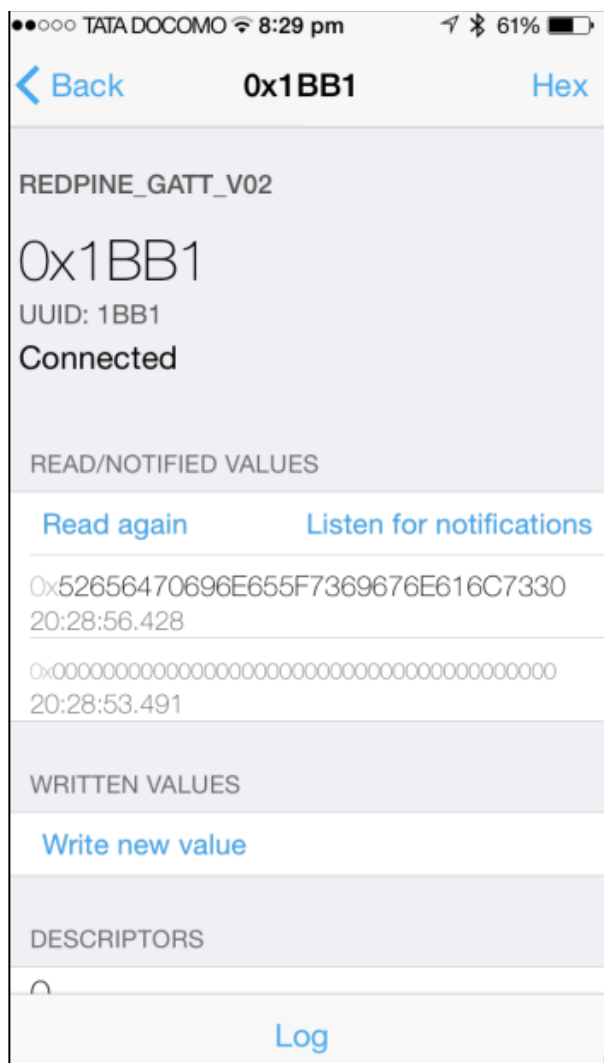 TATA DOCOMO 8:29 pm 61%
Back 0x1BB1 Hex
REDPINE_GATT_V02
0x1BB1
UUID: 1BB1
Connected
READ/NOTIFIED VALUES
Read again Listen for notifications
0x52656470696E655F7369676E616C7330
20:28:56.428
0x0000000000000000000000000000000000000000
20:28:53.491
WRITTEN VALUES
Write new value
DESCRIPTORS
Log